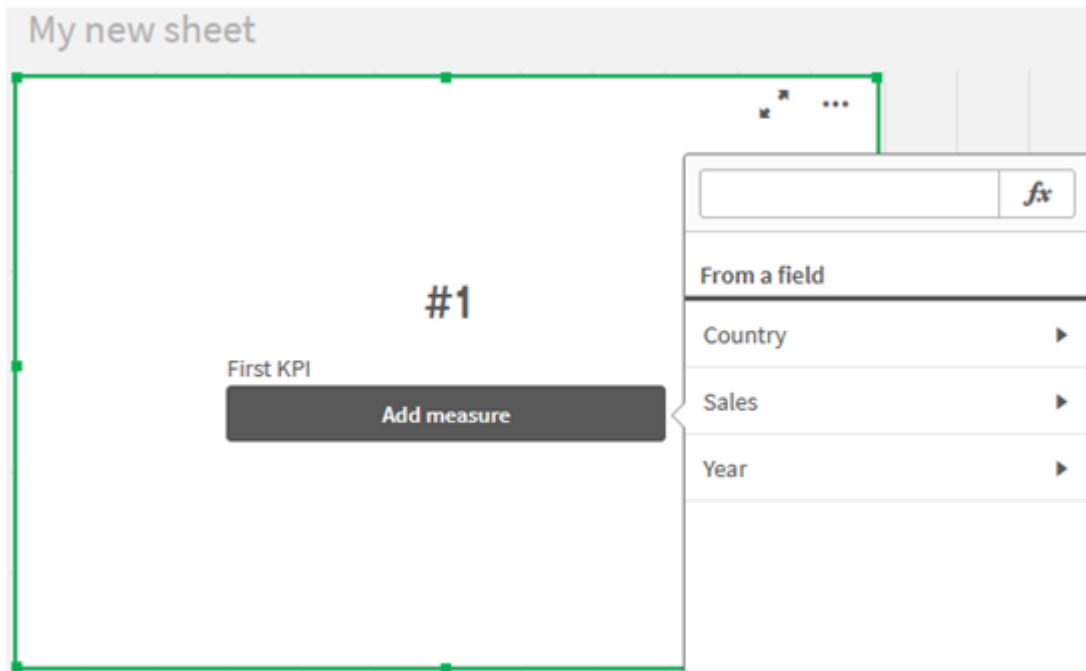 My new sheet
fx
From a field
#1
Country
First KPI
Sales
Add measure
Year